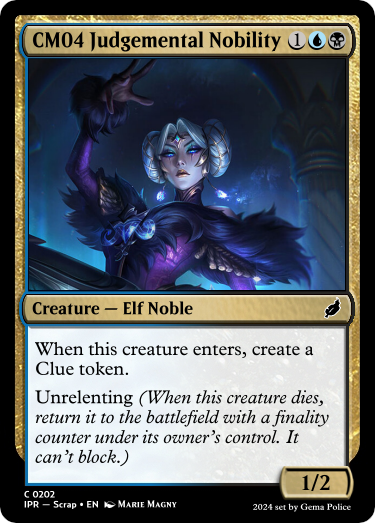 CM04 Judgemental Nobility 1
Creature — Elf Noble
When this creature enters, create a
Clue token.
Unrelenting (When this creature dies,
return it to the battlefield with a finality
counter under its owner's control. It
can't block.)
1/2
C 0202
IPR — Scrap • EN Marie Magny
2024 set by Gema Police